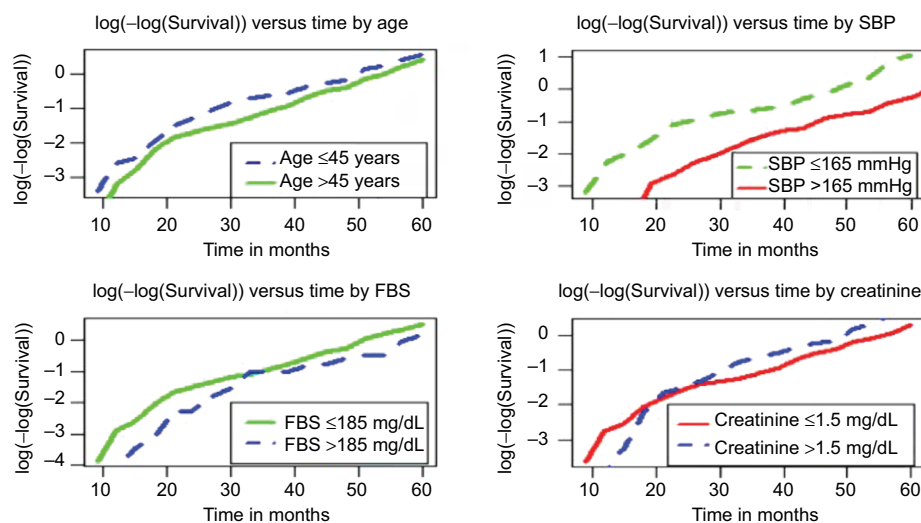 log(−log(Survival)) versus time by age
log(−log(Survival))
0
−1
−2
−3
Age ≤45 years
Age >45 years
10 20 30 40 50 60
Time in months
log(−log(Survival)) versus time by SBP
log(−log(Survival))
1
0
−1
−2
−3
SBP ≤165 mmHg
SBP >165 mmHg
10 20 30 40 50 60
Time in months
log(−log(Survival)) versus time by FBS
log(−log(Survival))
0
−1
−2
−3
−4
FBS ≤185 mg/dL
FBS >185 mg/dL
10 20 30 40 50 60
Time in months
log(−log(Survival)) versus time by creatinine
log(−log(Survival))
0
−1
−2
−3
Creatinine ≤1.5 mg/dL
Creatinine >1.5 mg/dL
10 20 30 40 50 60
Time in months